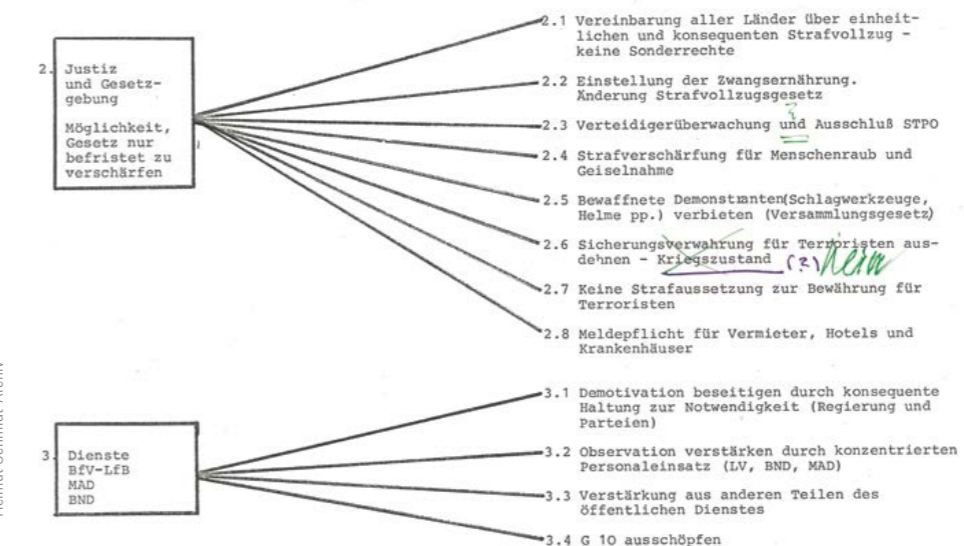 2. Justiz
und Gesetz-
gebung
Möglichkeit,
Gesetz nur
befristet zu
verschärfen
2.1 Vereinbarung aller Länder über einheit-
lichen und konsequenten Strafvollzug -
keine Sonderrechte
2.2 Einstellung der Zwangsernährung.
Änderung Strafvollzugsgesetz
2.3 Verteidigerüberwachung und Ausschluß STPO
2.4 Strafverschärfung für Menschenraub und
Geiselnahme
2.5 Bewaffnete Demonstranten(Schlagwerkzeuge,
Helme pp.) verbieten (Versammlungsgesetz)
2.6 Sicherungsverwahrung für Terroristen aus-
dehnen - Kriegszustand (?) Nein
2.7 Keine Strafaussetzung zur Bewährung für
Terroristen
2.8 Meldepflicht für Vermieter, Hotels und
Krankenhäuser
3. Dienste
BfV-LfB
MAD
BND
3.1 Demotivation beseitigen durch konsequente
Haltung zur Notwendigkeit (Regierung und
Parteien)
3.2 Observation verstärken durch konzentrierten
Personaleinsatz (LV, BND, MAD)
3.3 Verstärkung aus anderen Teilen des
öffentlichen Dienstes
3.4 G 10 ausschöpfen
Helmut Schmidt-Archiv